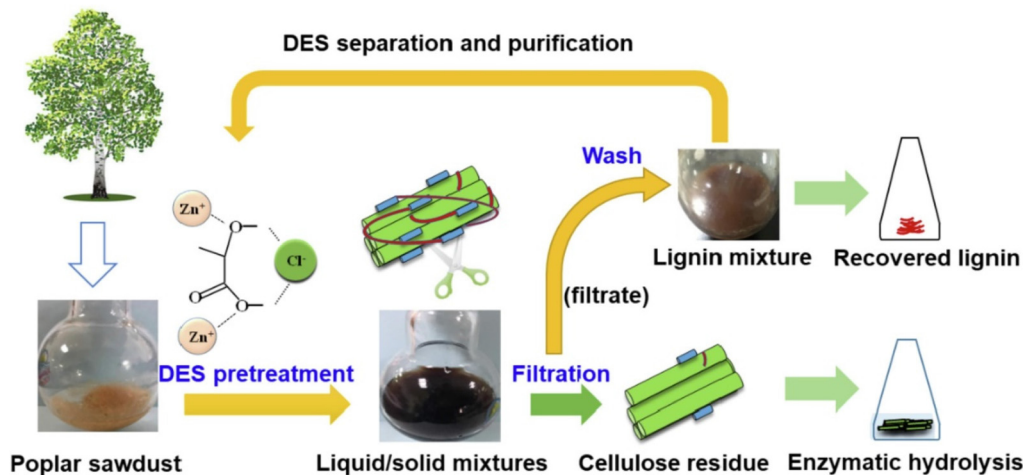 DES separation and purification
Wash
Zn⁺
O
Cl⁻
O
O
Zn⁺
Lignin mixture
Recovered lignin
(filtrate)
DES pretreatment
Filtration
Poplar sawdust
Liquid/solid mixtures
Cellulose residue
Enzymatic hydrolysis